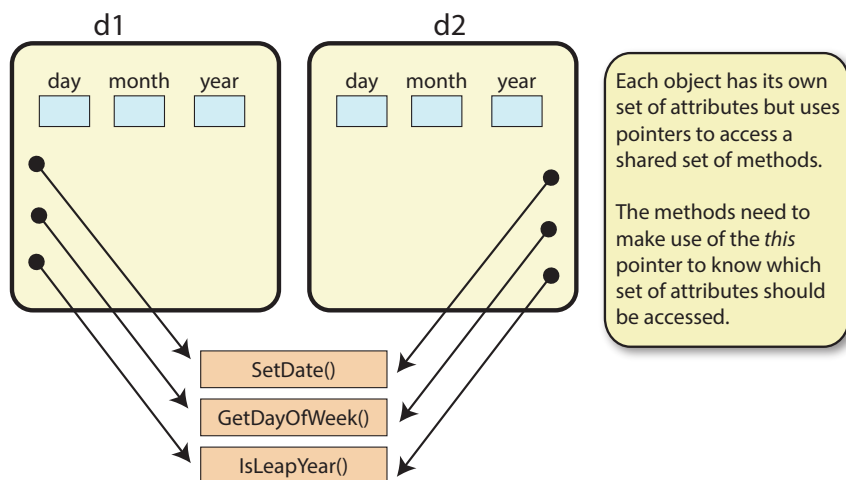 d1
d2
day month year
day month year
Each object has its own
set of attributes but uses
pointers to access a
shared set of methods.
The methods need to
make use of the this
pointer to know which
set of attributes should
be accessed.
SetDate()
GetDayOfWeek()
IsLeapYear()